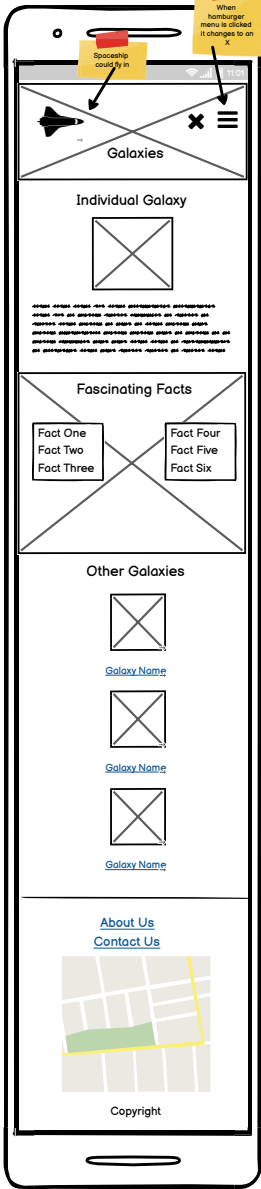 When
hamburger
menu is clicked
it changes to an
X
Spaceship
could fly in
11:01
Galaxies
Individual Galaxy
Fascinating Facts
Fact One
Fact Two
Fact Three
Fact Four
Fact Five
Fact Six
Other Galaxies
Galaxy Name
Galaxy Name
Galaxy Name
About Us
Contact Us
Copyright